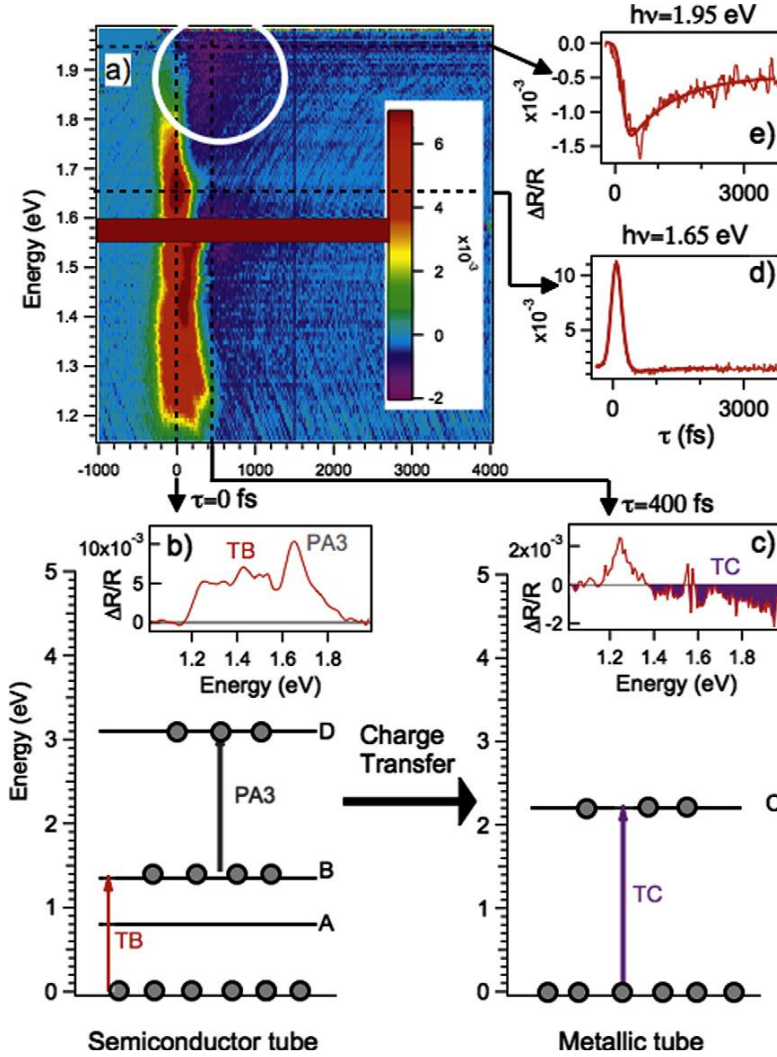 hν=1.95 eV
a)
Energy (eV)
1.9
1.8
1.7
1.6
1.5
1.4
1.3
1.2
-1000
0
1000
2000
3000
4000
6
4
2
0
-2
x10⁻³
0.0
-0.5
-1.0
-1.5
x10⁻³
e)
0
3000
ΔR/R
hν=1.65 eV
d)
10
5
x10⁻³
0
3000
τ (fs)
τ=0 fs
τ=400 fs
b)
10x10⁻³
5
0
ΔR/R
TB
PA3
1.2 1.4 1.6 1.8
Energy (eV)
c)
2x10⁻³
0
-2
ΔR/R
TC
1.2 1.4 1.6 1.8
Energy (eV)
Energy (eV)
5
4
3
2
1
0
D
PA3
B
A
TB
Semiconductor tube
Charge
Transfer
5
4
3
2
1
0
C
TC
Metallic tube